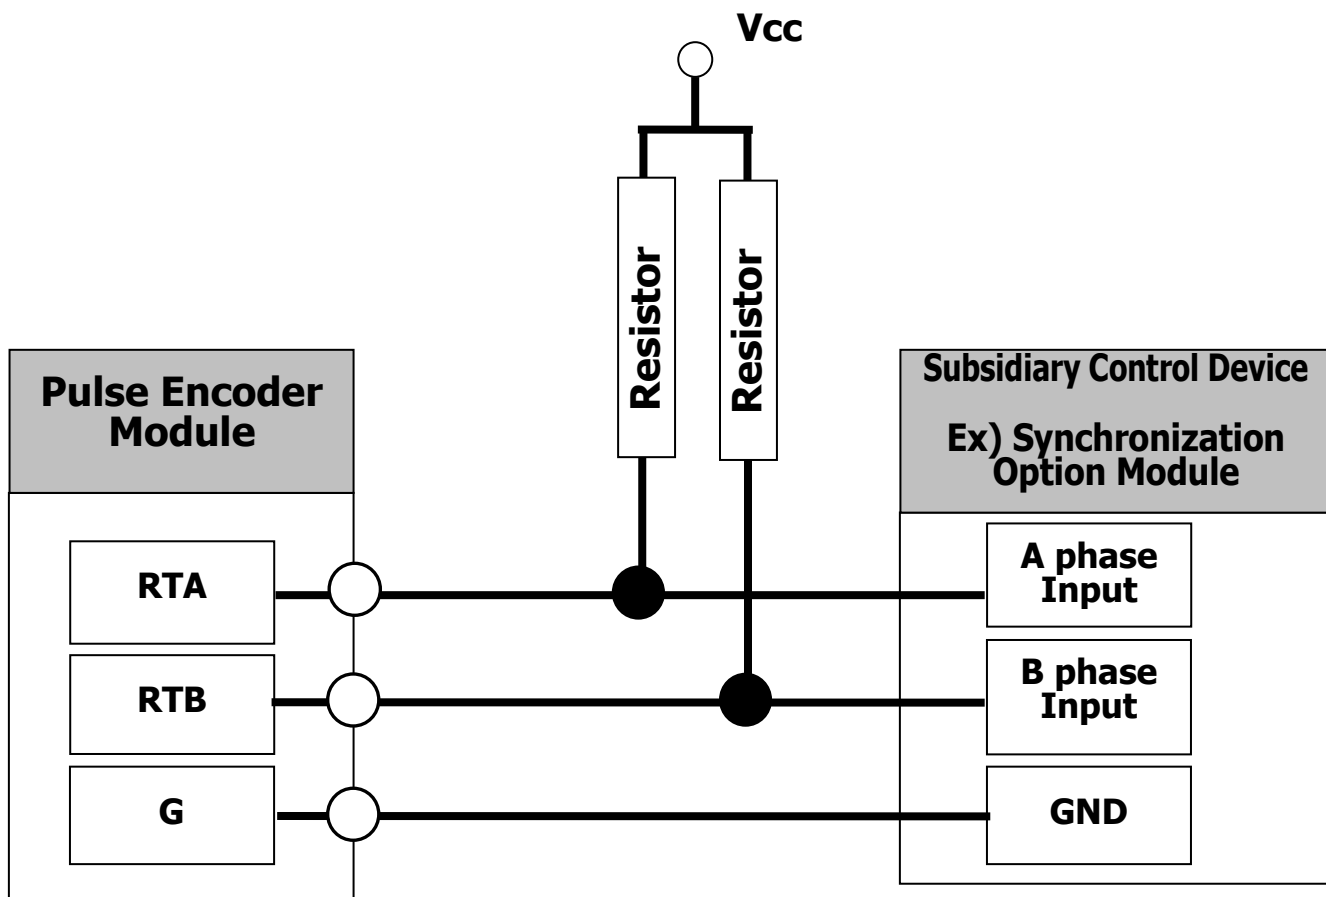 Vcc
Resistor
Resistor
Pulse Encoder
Module
RTA
RTB
G
Subsidiary Control Device
Ex) Synchronization
Option Module
A phase
Input
B phase
Input
GND